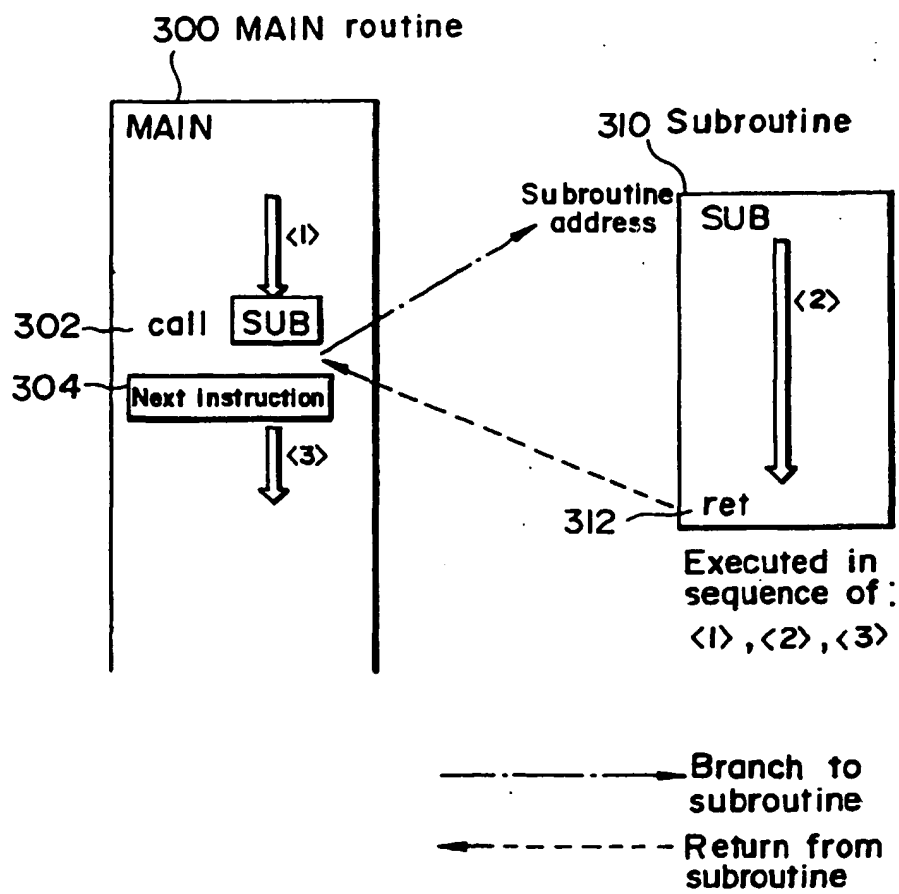 300 MAIN routine
MAIN
310 Subroutine
Subroutine
address
SUB
<1>
<2>
302 call SUB
304
Next Instruction
<3>
312
ret
Executed in
sequence of :
<1>, <2>, <3>
Branch to
subroutine
Return from
subroutine